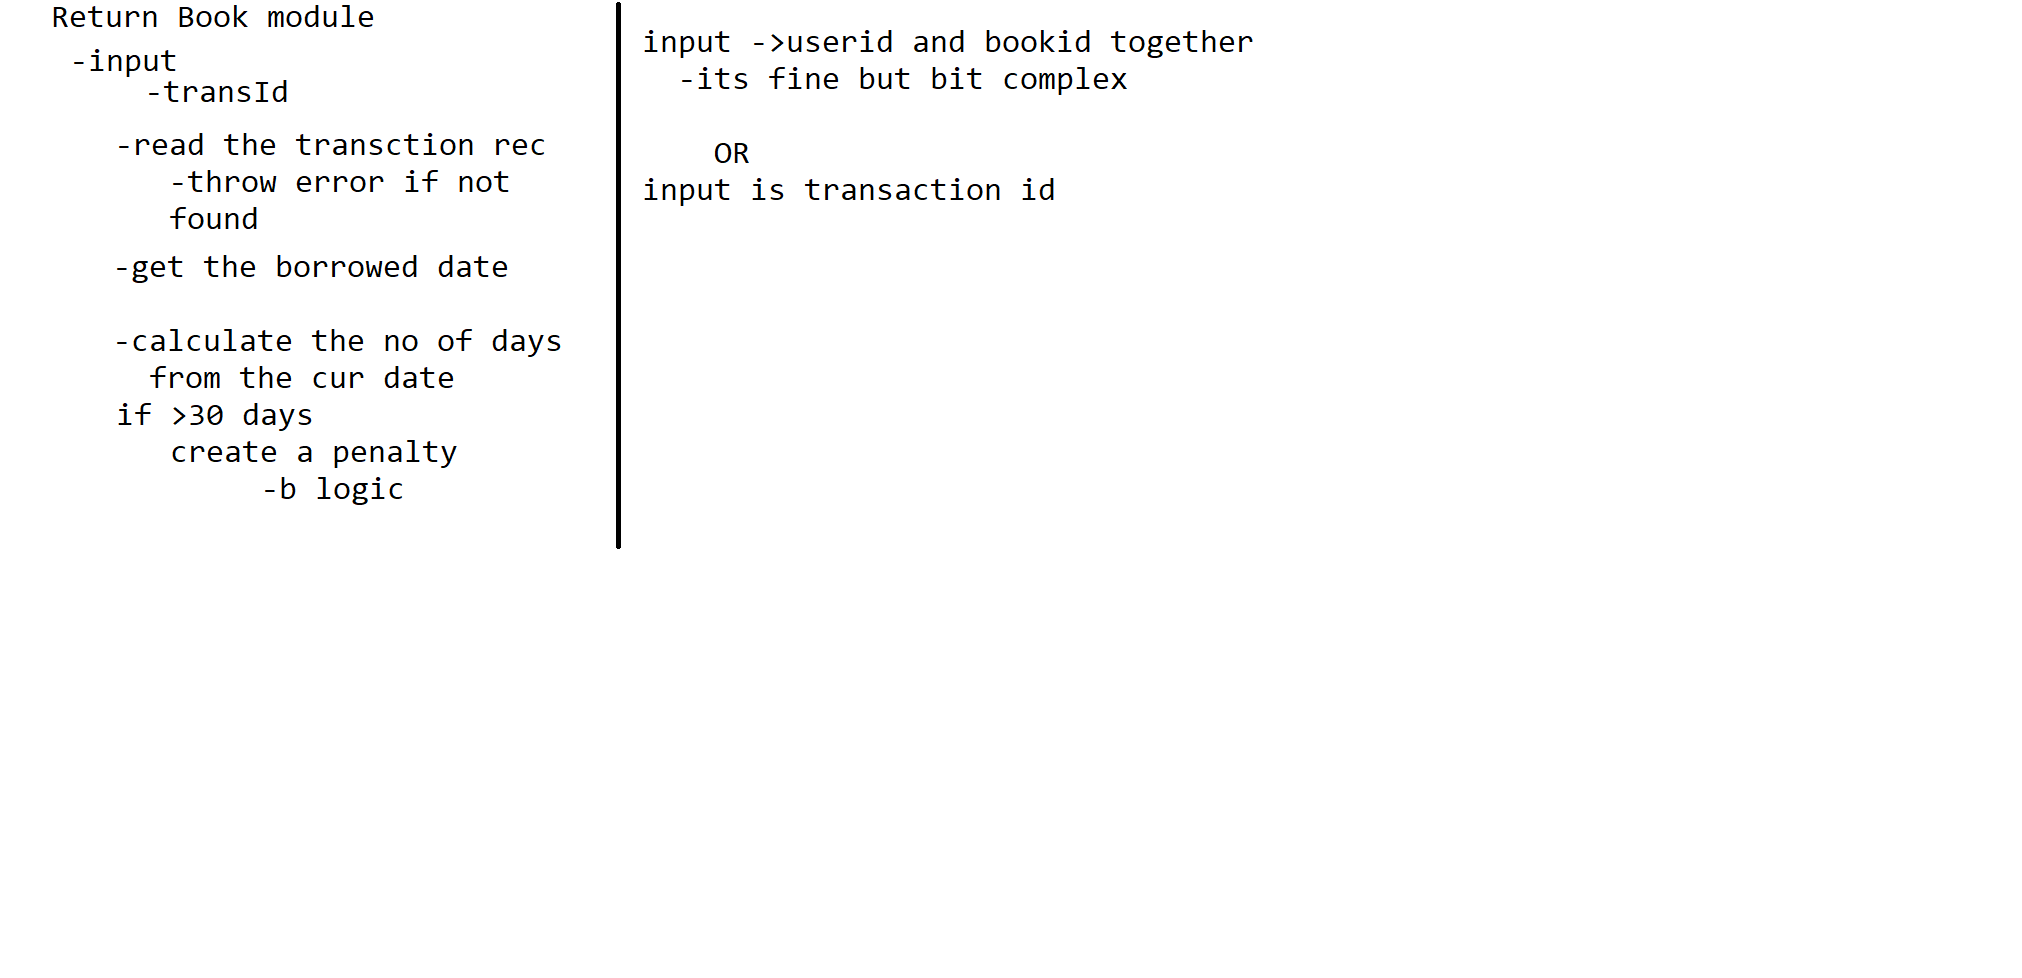 Return Book module
-input
-transId
-read the transction rec
-throw error if not
found
-get the borrowed date
-calculate the no of days
from the cur date
if >30 days
create a penalty
-b logic
input ->userid and bookid together
-its fine but bit complex
OR
input is transaction id